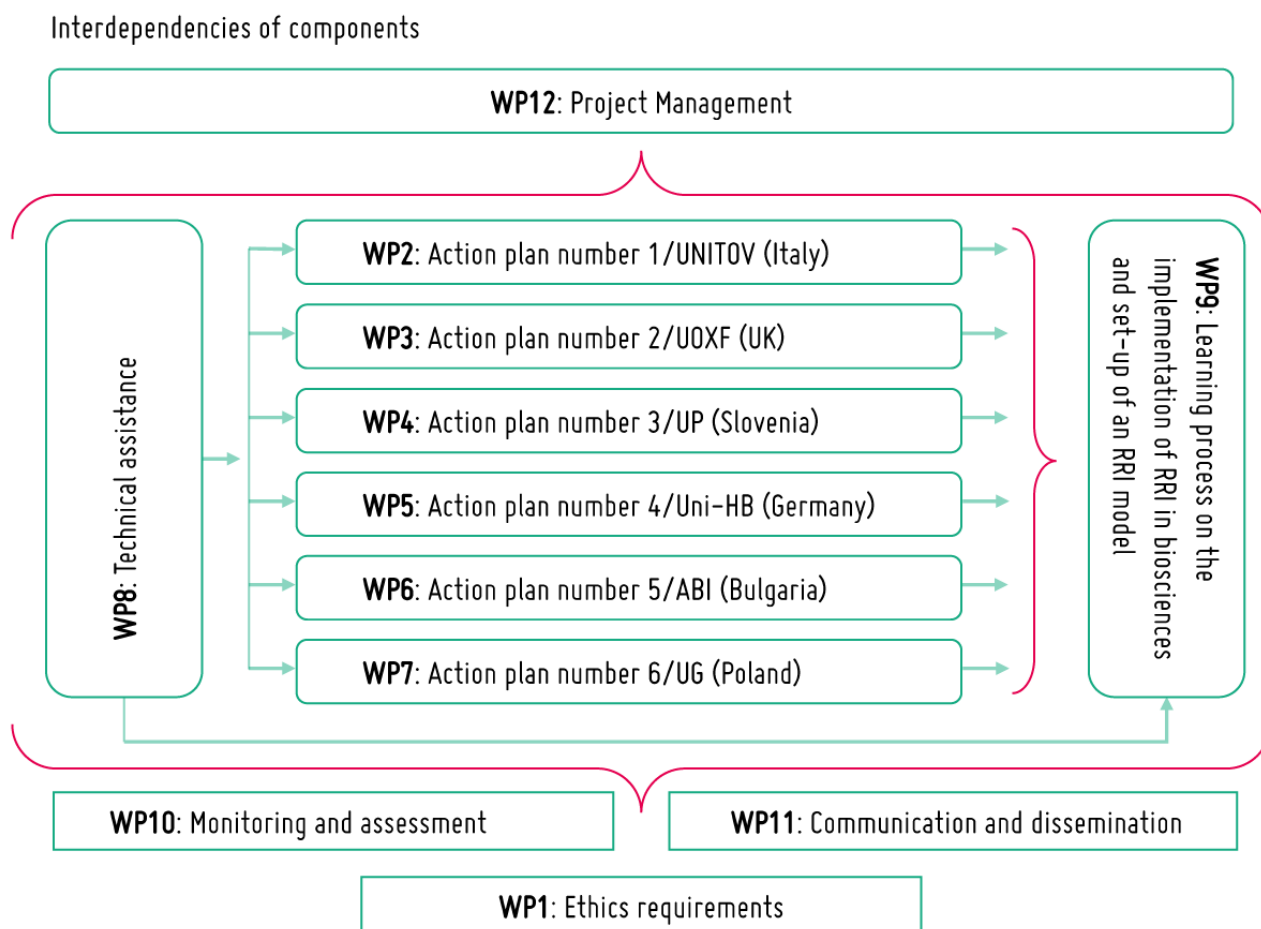 Interdependencies of components
WP12: Project Management
WP8: Technical assistance
WP2: Action plan number 1/UNITOV (Italy)
WP3: Action plan number 2/UOXF (UK)
WP4: Action plan number 3/UP (Slovenia)
WP5: Action plan number 4/Uni-HB (Germany)
WP6: Action plan number 5/ABI (Bulgaria)
WP7: Action plan number 6/UG (Poland)
WP9: Learning process on the
implementation of RRI in biosciences
and set-up of an RRI model
WP10: Monitoring and assessment
WP11: Communication and dissemination
WP1: Ethics requirements